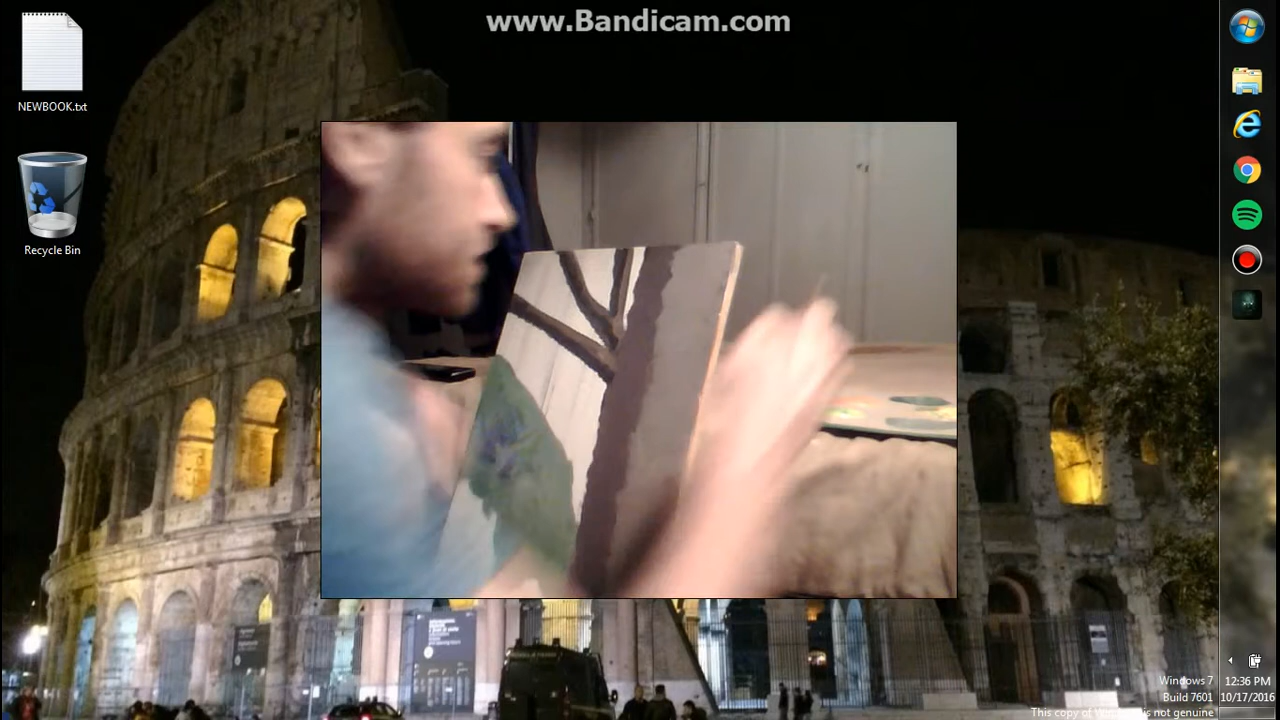 www.Bandicam.com
NEWBOOK.txt
Recycle Bin
Windows 7
Build 7601
This copy of Windows is not genuine
12:36 PM
10/17/2016